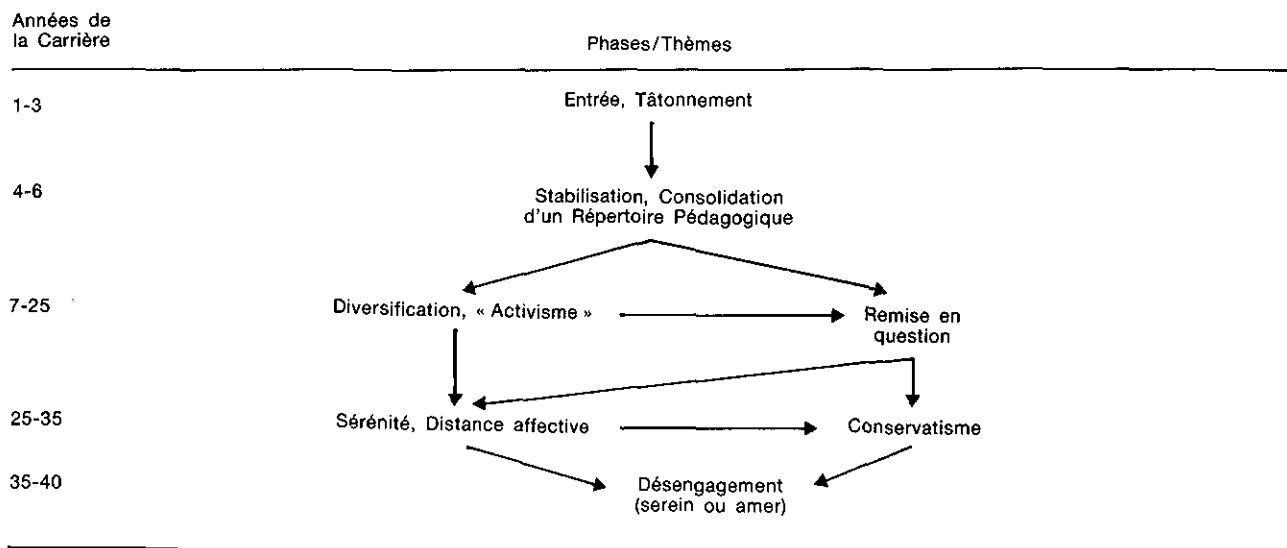 Années de
la Carrière
Phases/Thèmes
1-3
Entrée, Tâtonnement
4-6
Stabilisation, Consolidation
d'un Répertoire Pédagogique
7-25
Diversification, « Activisme »
Remise en
question
25-35
Sérénité, Distance affective
Conservatisme
35-40
Désengagement
(serein ou amer)